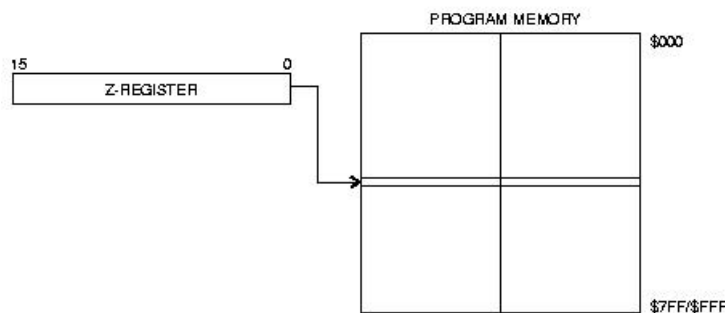 PROGRAM MEMORY
$000
15 0
Z-REGISTER
$7FF/$FFF